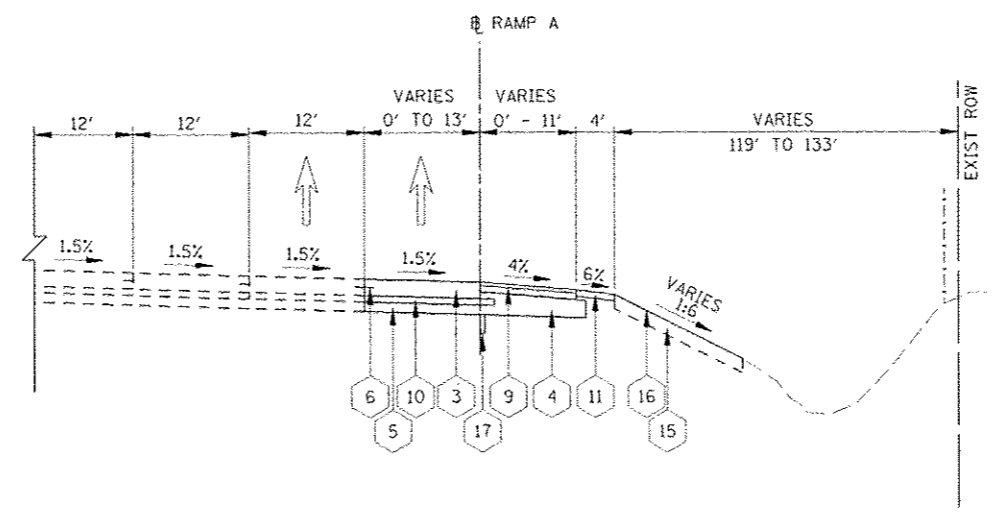 ℄ RAMP A
VARIES VARIES VARIES
12' 12' 12' 0' TO 13' 0' - 11' 4' 119' TO 133'
EXIST ROW
1.5% 1.5% 1.5% 1.5% 4% 6% VARIES
1:6
6 10 3 9 4 11 16
5 17 15